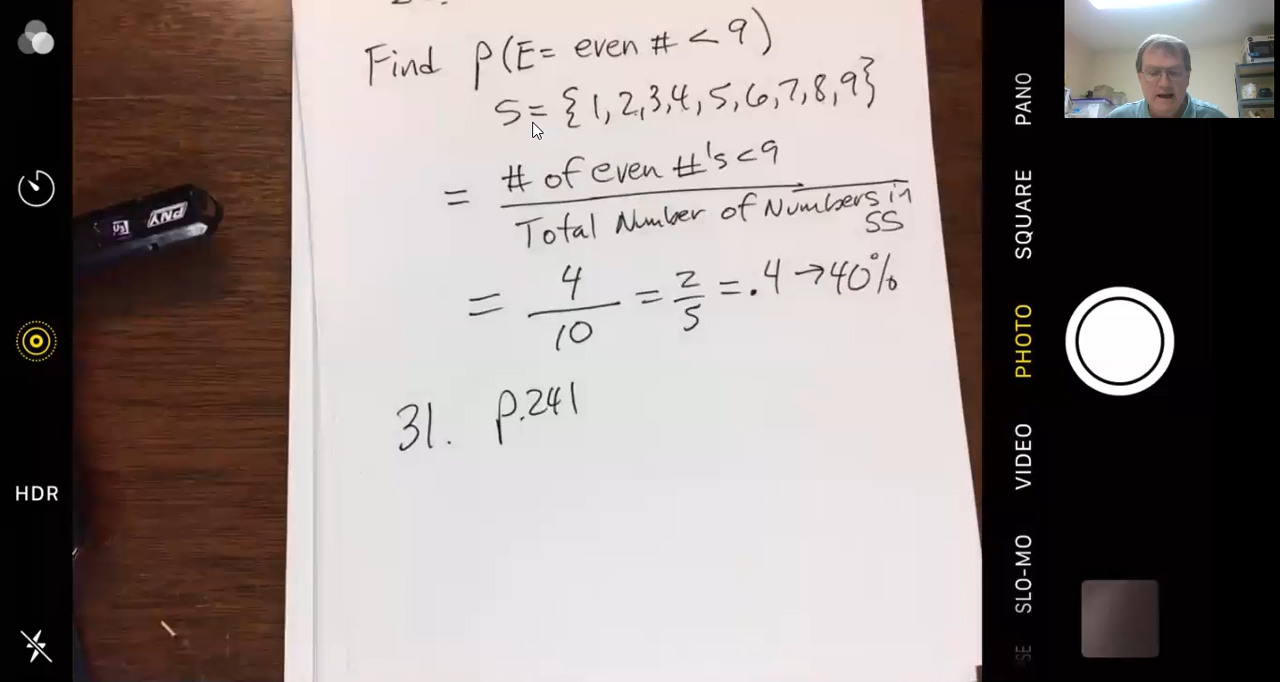 Find P(E= even # < 9)
S= {1,2,3,4,5,6,7,8,9}
= # of even #'s <9
Total Number of Numbers in
SS
= 4/10 = 2/5 = .4 → 40%
31. p.241
PNY
HDR
PANO
SQUARE
PHOTO
VIDEO
SLO-MO
SE